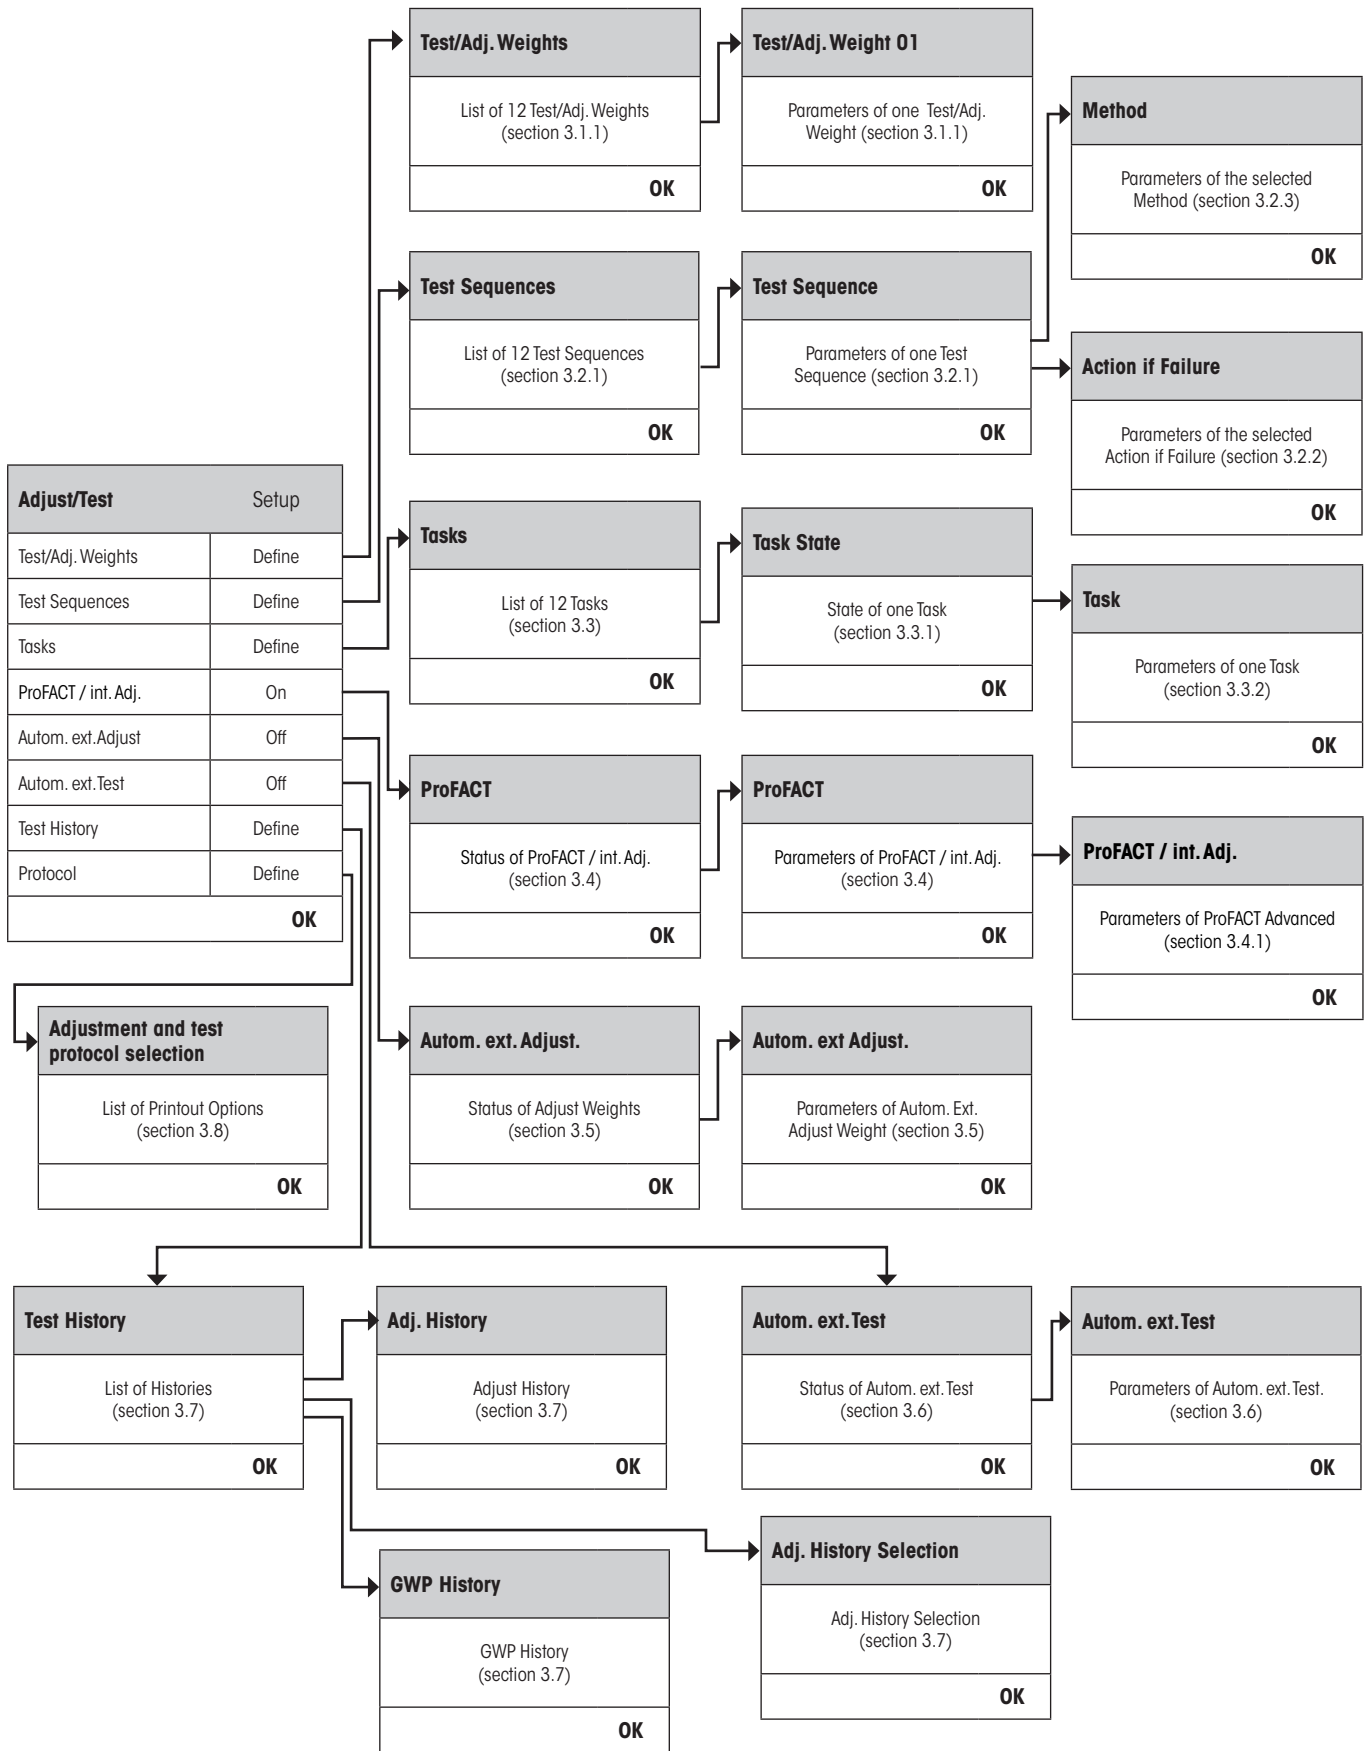 Test/Adj. Weights
List of 12 Test/Adj. Weights
(section 3.1.1)
OK
Test/Adj. Weight 01
Parameters of one Test/Adj.
Weight (section 3.1.1)
OK
Method
Parameters of the selected
Method (section 3.2.3)
OK
Test Sequences
List of 12 Test Sequences
(section 3.2.1)
OK
Test Sequence
Parameters of one Test
Sequence (section 3.2.1)
OK
Action if Failure
Parameters of the selected
Action if Failure (section 3.2.2)
OK
Adjust/Test Setup
Test/Adj. Weights Define
Test Sequences Define
Tasks Define
ProFACT / int. Adj. On
Autom. ext.Adjust Off
Autom. ext.Test Off
Test History Define
Protocol Define
OK
Tasks
List of 12 Tasks
(section 3.3)
OK
Task State
State of one Task
(section 3.3.1)
OK
Task
Parameters of one Task
(section 3.3.2)
OK
ProFACT
Status of ProFACT / int. Adj.
(section 3.4)
OK
ProFACT
Parameters of ProFACT / int. Adj.
(section 3.4)
OK
ProFACT / int. Adj.
Parameters of ProFACT Advanced
(section 3.4.1)
OK
Adjustment and test
protocol selection
List of Printout Options
(section 3.8)
OK
Autom. ext. Adjust.
Status of Adjust Weights
(section 3.5)
OK
Autom. ext Adjust.
Parameters of Autom. Ext.
Adjust Weight (section 3.5)
OK
Test History
List of Histories
(section 3.7)
OK
Adj. History
Adjust History
(section 3.7)
OK
Autom. ext. Test
Status of Autom. ext. Test
(section 3.6)
OK
Autom. ext. Test
Parameters of Autom. ext. Test.
(section 3.6)
OK
GWP History
GWP History
(section 3.7)
OK
Adj. History Selection
Adj. History Selection
(section 3.7)
OK